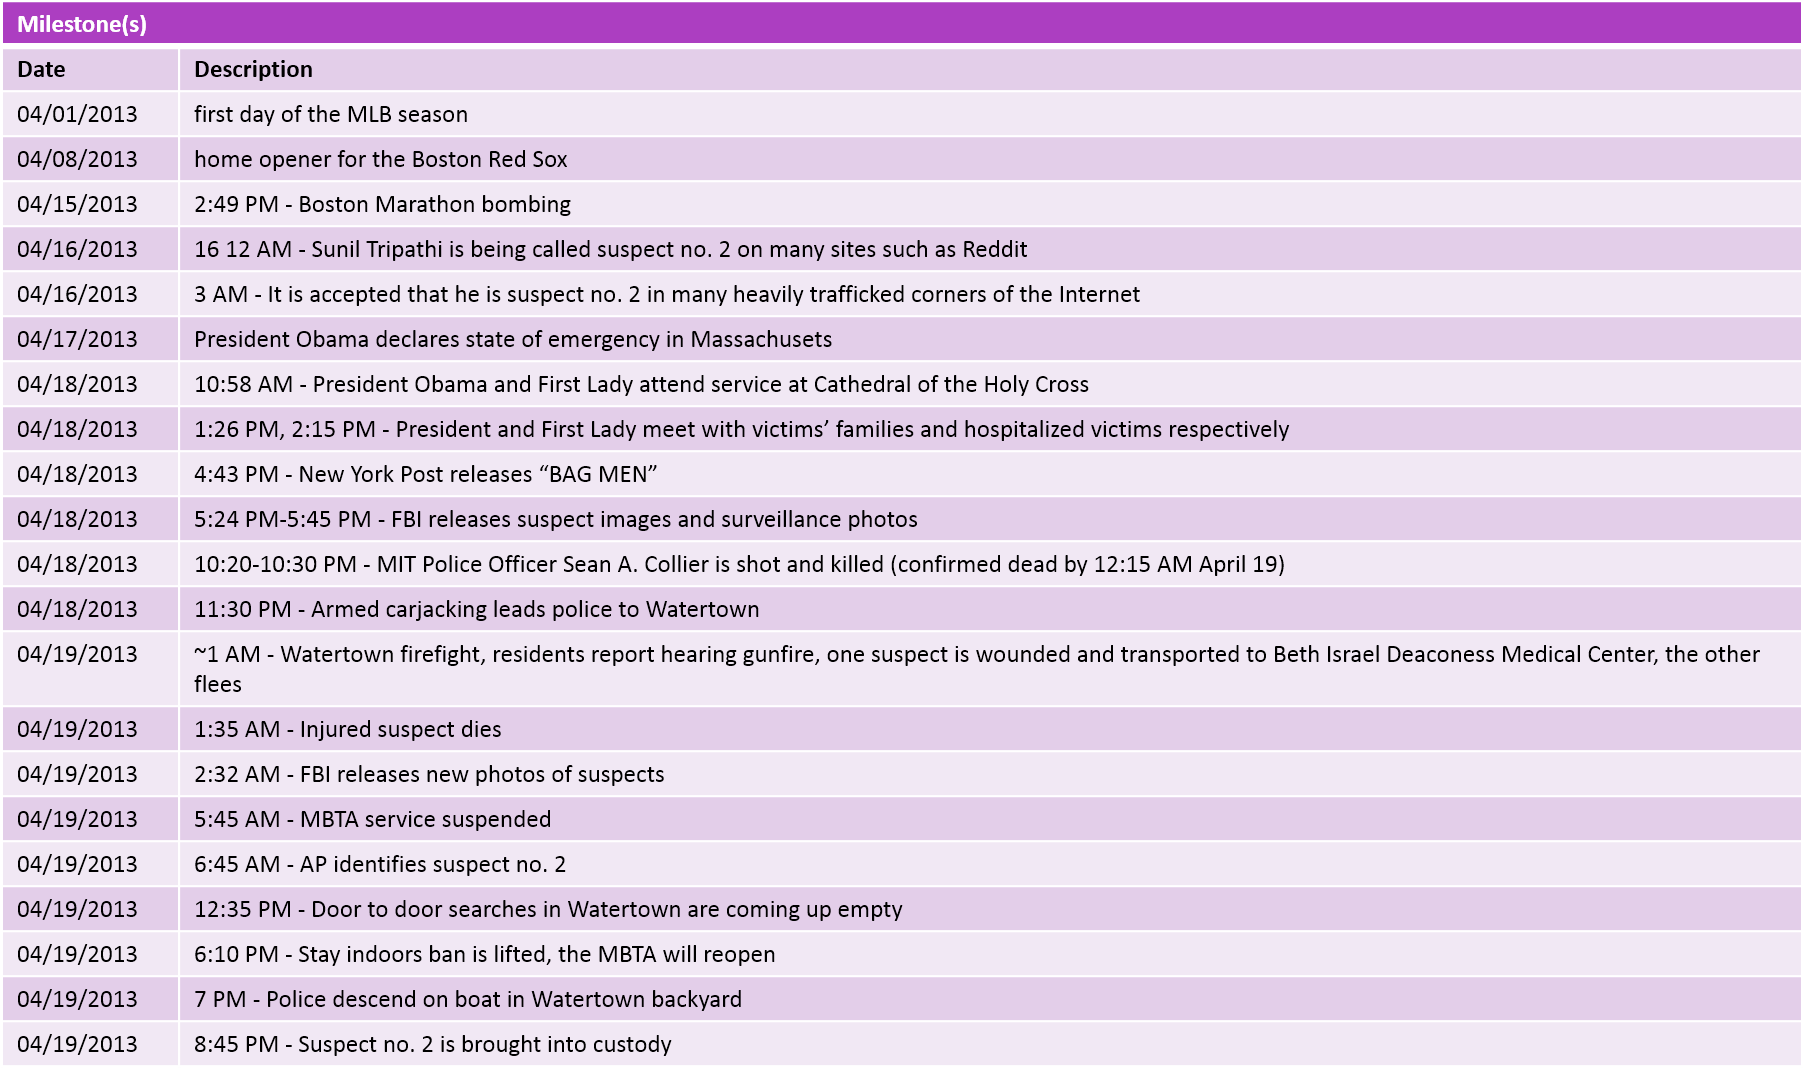 Milestone(s)
Date Description
04/01/2013 first day of the MLB season
04/08/2013 home opener for the Boston Red Sox
04/15/2013 2:49 PM - Boston Marathon bombing
04/16/2013 16 12 AM - Sunil Tripathi is being called suspect no. 2 on many sites such as Reddit
04/16/2013 3 AM - It is accepted that he is suspect no. 2 in many heavily trafficked corners of the Internet
04/17/2013 President Obama declares state of emergency in Massachusets
04/18/2013 10:58 AM - President Obama and First Lady attend service at Cathedral of the Holy Cross
04/18/2013 1:26 PM, 2:15 PM - President and First Lady meet with victims’ families and hospitalized victims respectively
04/18/2013 4:43 PM - New York Post releases “BAG MEN”
04/18/2013 5:24 PM-5:45 PM - FBI releases suspect images and surveillance photos
04/18/2013 10:20-10:30 PM - MIT Police Officer Sean A. Collier is shot and killed (confirmed dead by 12:15 AM April 19)
04/18/2013 11:30 PM - Armed carjacking leads police to Watertown
04/19/2013 ~1 AM - Watertown firefight, residents report hearing gunfire, one suspect is wounded and transported to Beth Israel Deaconess Medical Center, the other
flees
04/19/2013 1:35 AM - Injured suspect dies
04/19/2013 2:32 AM - FBI releases new photos of suspects
04/19/2013 5:45 AM - MBTA service suspended
04/19/2013 6:45 AM - AP identifies suspect no. 2
04/19/2013 12:35 PM - Door to door searches in Watertown are coming up empty
04/19/2013 6:10 PM - Stay indoors ban is lifted, the MBTA will reopen
04/19/2013 7 PM - Police descend on boat in Watertown backyard
04/19/2013 8:45 PM - Suspect no. 2 is brought into custody